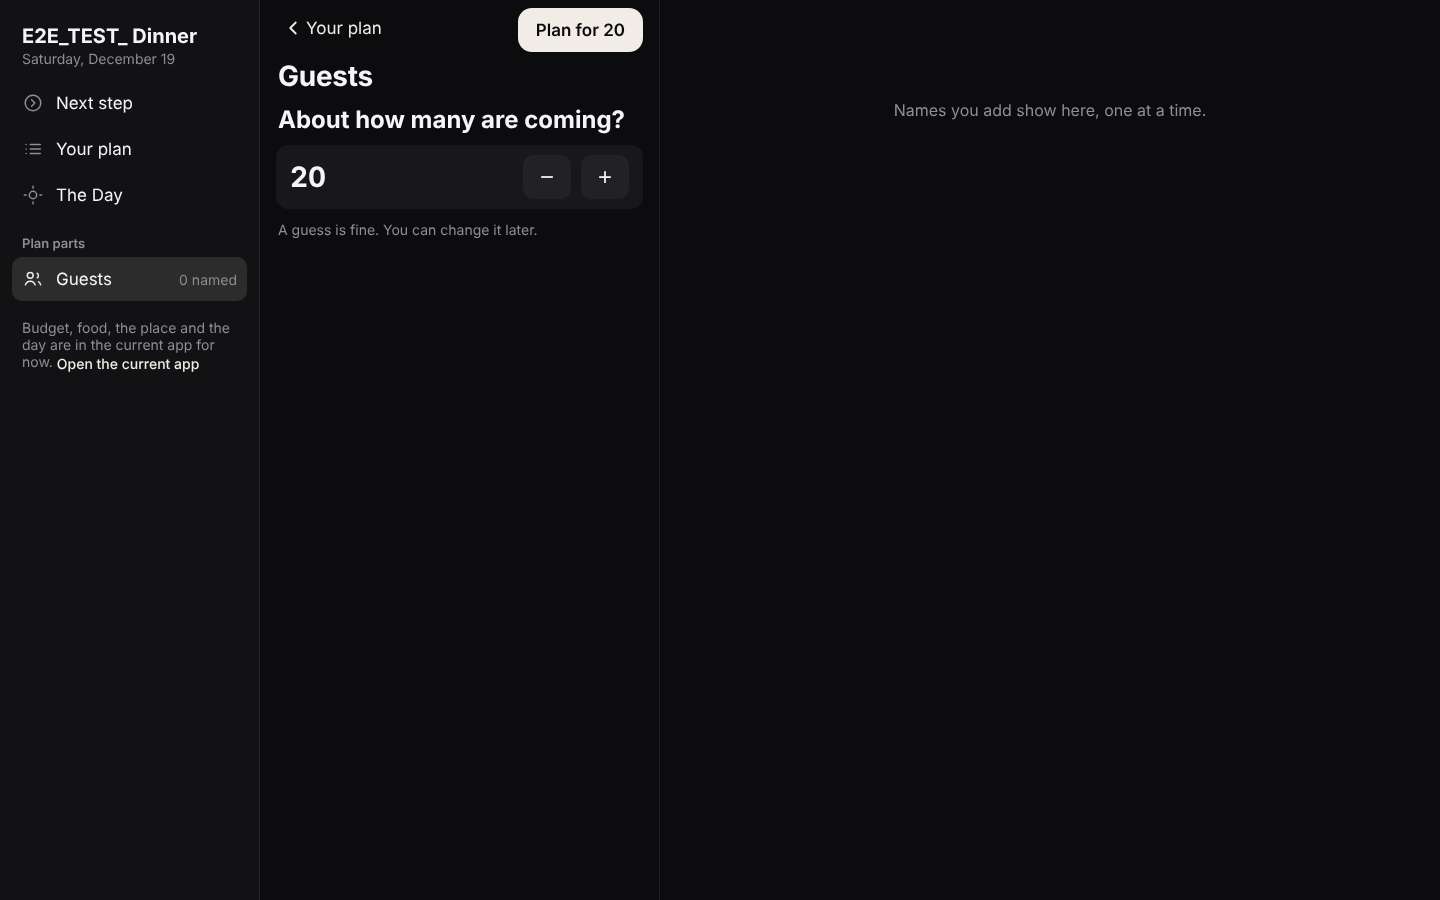 E2E_TEST_ Dinner
Saturday, December 19
Next step
Your plan
The Day
Plan parts
Guests
0 named
Budget, food, the place and the
day are in the current app for
now. Open the current app
Your plan
Plan for 20
Guests
About how many are coming?
20
− +
A guess is fine. You can change it later.
Names you add show here, one at a time.